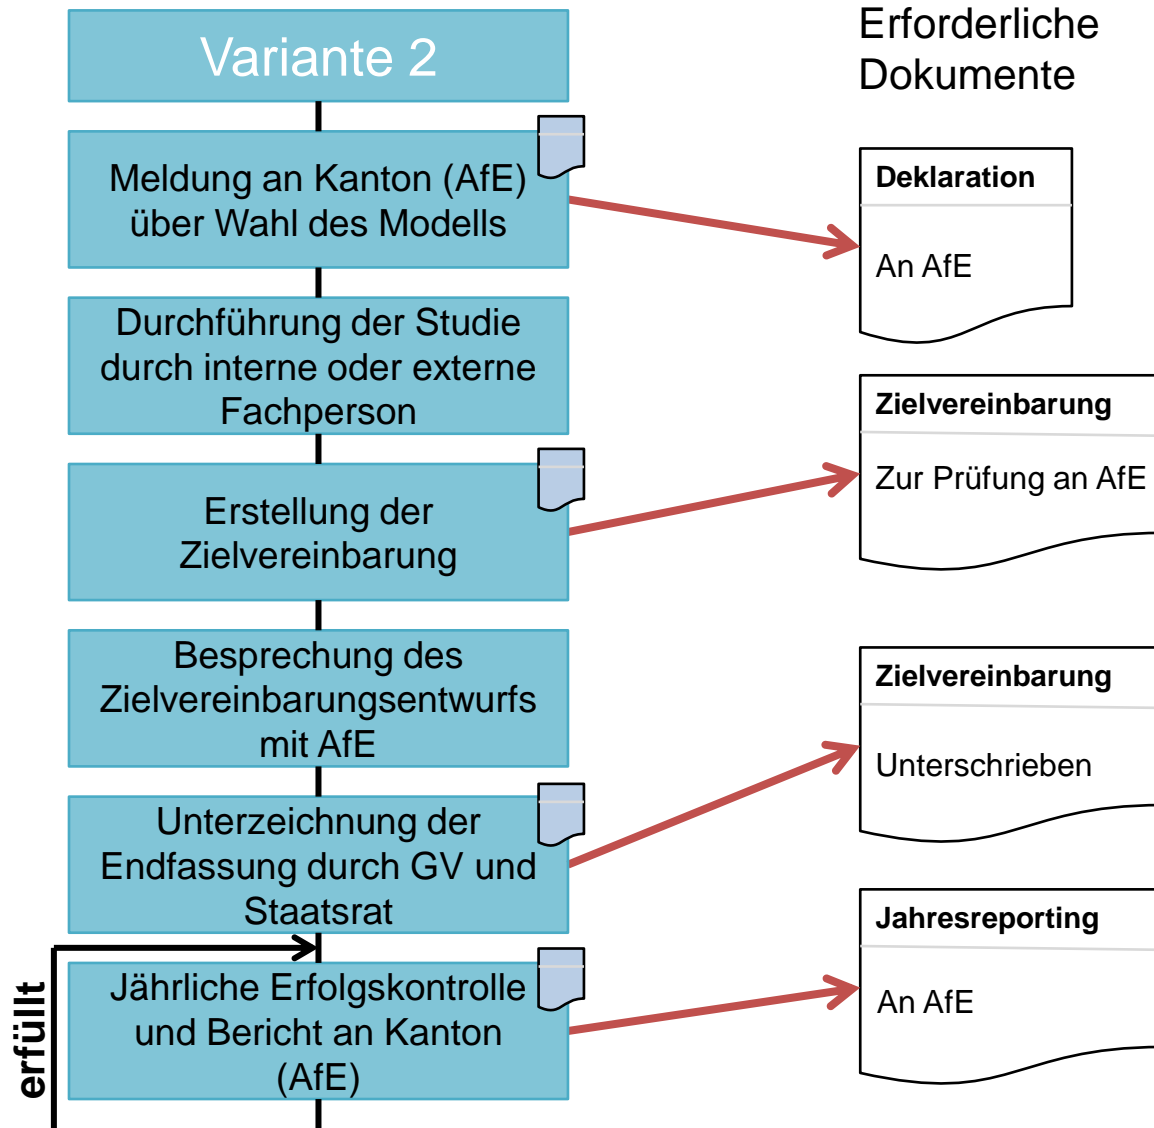 Variante 2
Erforderliche
Dokumente
Meldung an Kanton (AfE)
über Wahl des Modells
Deklaration
An AfE
Durchführung der Studie
durch interne oder externe
Fachperson
Erstellung der
Zielvereinbarung
Zielvereinbarung
Zur Prüfung an AfE
Besprechung des
Zielvereinbarungsentwurfs
mit AfE
Unterzeichnung der
Endfassung durch GV und
Staatsrat
Zielvereinbarung
Unterschrieben
erfüllt
Jährliche Erfolgskontrolle
und Bericht an Kanton
(AfE)
Jahresreporting
An AfE